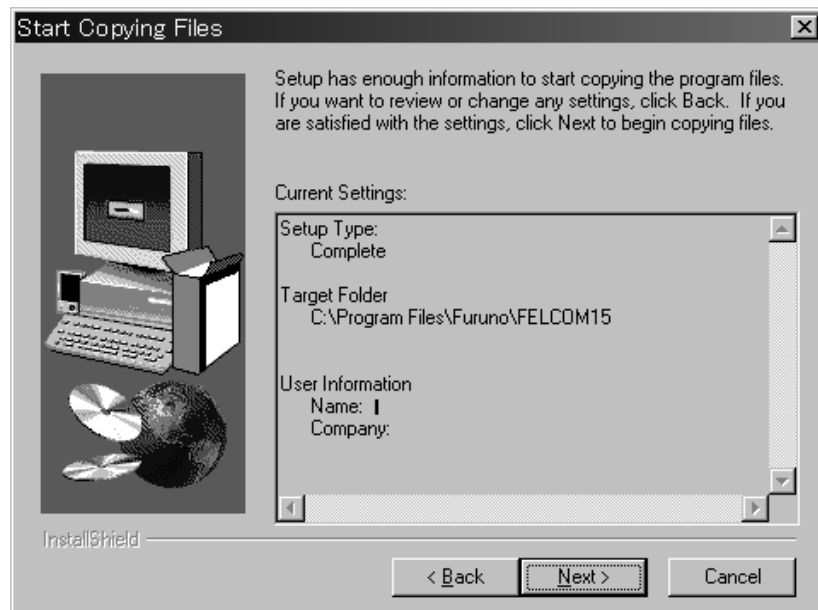 Start Copying Files
Setup has enough information to start copying the program files.
If you want to review or change any settings, click Back.  If you
are satisfied with the settings, click Next to begin copying files.
Current Settings:
Setup Type:
Complete
Target Folder
C:\Program Files\Furuno\FELCOM15
User Information
Name:
Company:
InstallShield
< Back
Next >
Cancel